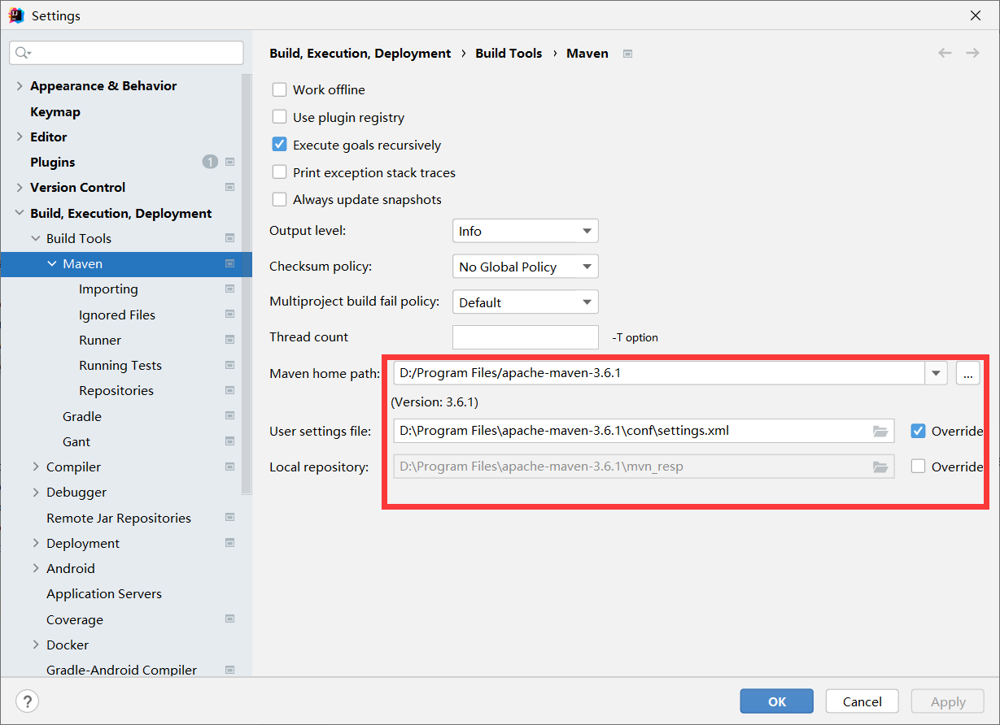 Settings
Build, Execution, Deployment › Build Tools › Maven
Appearance & Behavior
Keymap
Editor
Plugins 1
Version Control
Build, Execution, Deployment
Build Tools
Maven
Importing
Ignored Files
Runner
Running Tests
Repositories
Gradle
Gant
Compiler
Debugger
Remote Jar Repositories
Deployment
Android
Application Servers
Coverage
Docker
Gradle-Android Compiler
Work offline
Use plugin registry
Execute goals recursively
Print exception stack traces
Always update snapshots
Output level: Info
Checksum policy: No Global Policy
Multiproject build fail policy: Default
Thread count -T option
Maven home path: D:/Program Files/apache-maven-3.6.1 ...
(Version: 3.6.1)
User settings file: D:\Program Files\apache-maven-3.6.1\conf\settings.xml Override
Local repository: D:\Program Files\apache-maven-3.6.1\mvn_resp Override
? OK Cancel Apply